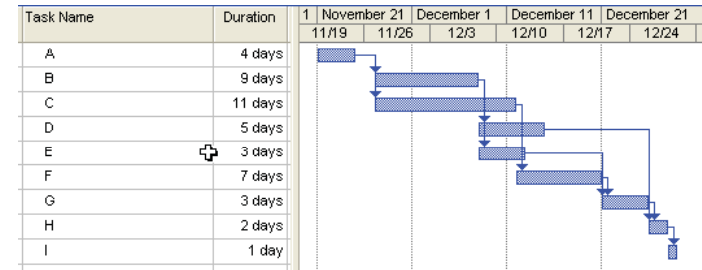 Task Name Duration 1 November 21 December 1 December 11 December 21
11/19 11/26 12/3 12/10 12/17 12/24
A 4 days
B 9 days
C 11 days
D 5 days
E 3 days
F 7 days
G 3 days
H 2 days
I 1 day